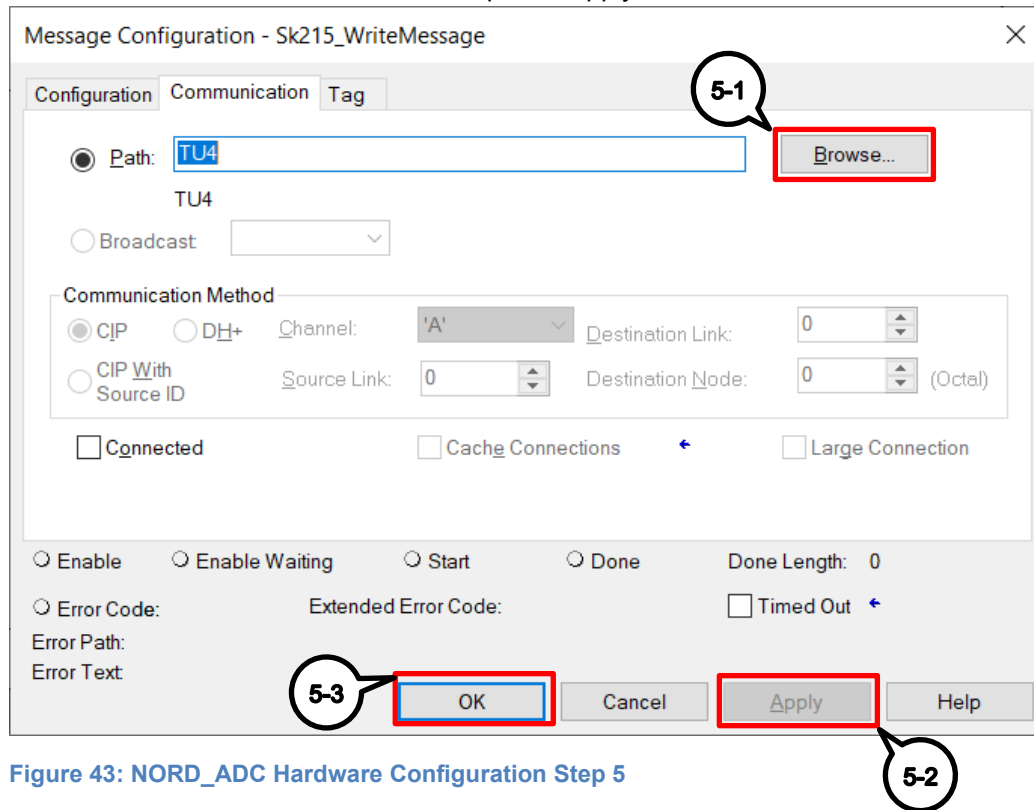 Message Configuration - Sk215_WriteMessage
Configuration Communication Tag
5-1
Path: TU4 Browse...
TU4
Broadcast:
Communication Method
CIP DH+ Channel: 'A' Destination Link: 0
CIP With Source ID Source Link: 0 Destination Node: 0 (Octal)
Connected Cache Connections Large Connection
Enable Enable Waiting Start Done Done Length: 0
Error Code: Extended Error Code: Timed Out
Error Path:
Error Text:
5-3 OK Cancel Apply Help
Figure 43: NORD_ADC Hardware Configuration Step 5
5-2